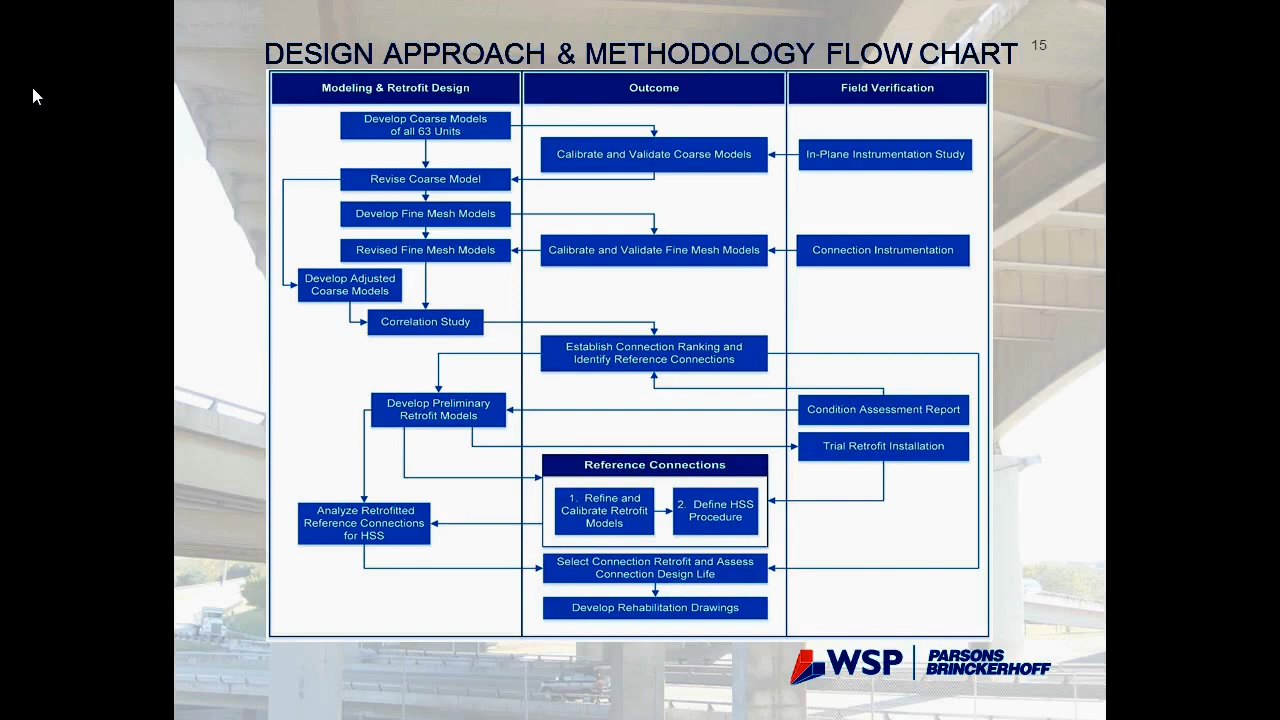 DESIGN APPROACH & METHODOLOGY FLOW CHART
15
Modeling & Retrofit Design
Outcome
Field Verification
Develop Coarse Models
of all 63 Units
Calibrate and Validate Coarse Models
In-Plane Instrumentation Study
Revise Coarse Model
Develop Fine Mesh Models
Revised Fine Mesh Models
Calibrate and Validate Fine Mesh Models
Connection Instrumentation
Develop Adjusted
Coarse Models
Correlation Study
Establish Connection Ranking and
Identify Reference Connections
Develop Preliminary
Retrofit Models
Condition Assessment Report
Trial Retrofit Installation
Reference Connections
1. Refine and
Calibrate Retrofit
Models
2. Define HSS
Procedure
Analyze Retrofitted
Reference Connections
for HSS
Select Connection Retrofit and Assess
Connection Design Life
Develop Rehabilitation Drawings
WSP
PARSONS
BRINCKERHOFF